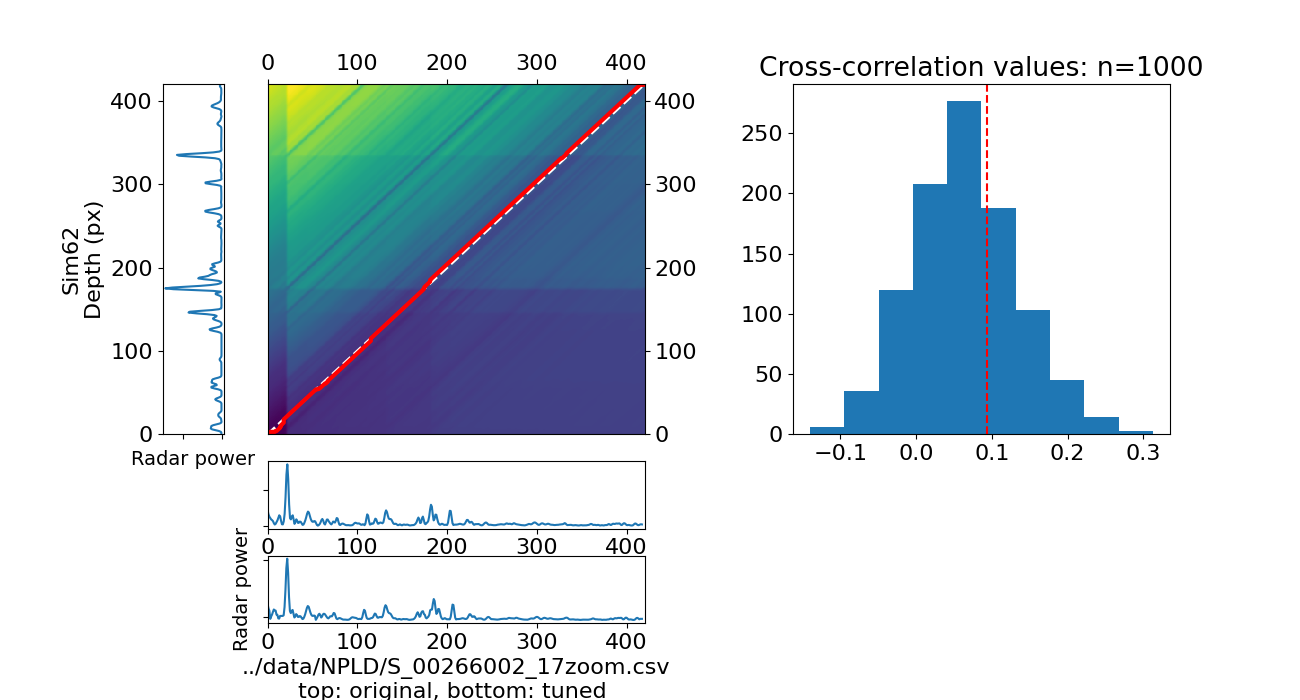 0 100 200 300 400
Cross-correlation values: n=1000
400 300 200 100 0
Sim62
Depth (px)
Radar power
400 300 200 100 0
250 200 150 100 50 0
−0.1 0.0 0.1 0.2 0.3
0 100 200 300 400
Radar power
0 100 200 300 400
../data/NPLD/S_00266002_17zoom.csv
top: original, bottom: tuned